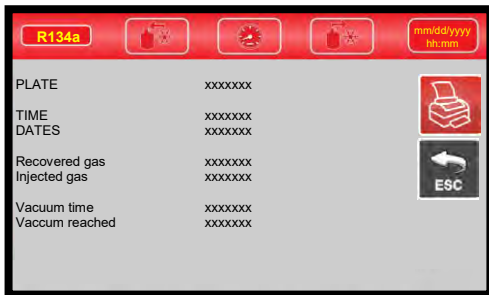 R134a
mm/dd/yyyy
hh:mm
PLATE xxxxxxx
TIME xxxxxxx
DATES xxxxxxx
Recovered gas xxxxxxx
Injected gas xxxxxxx
Vacuum time xxxxxxx
Vaccum reached xxxxxxx
ESC